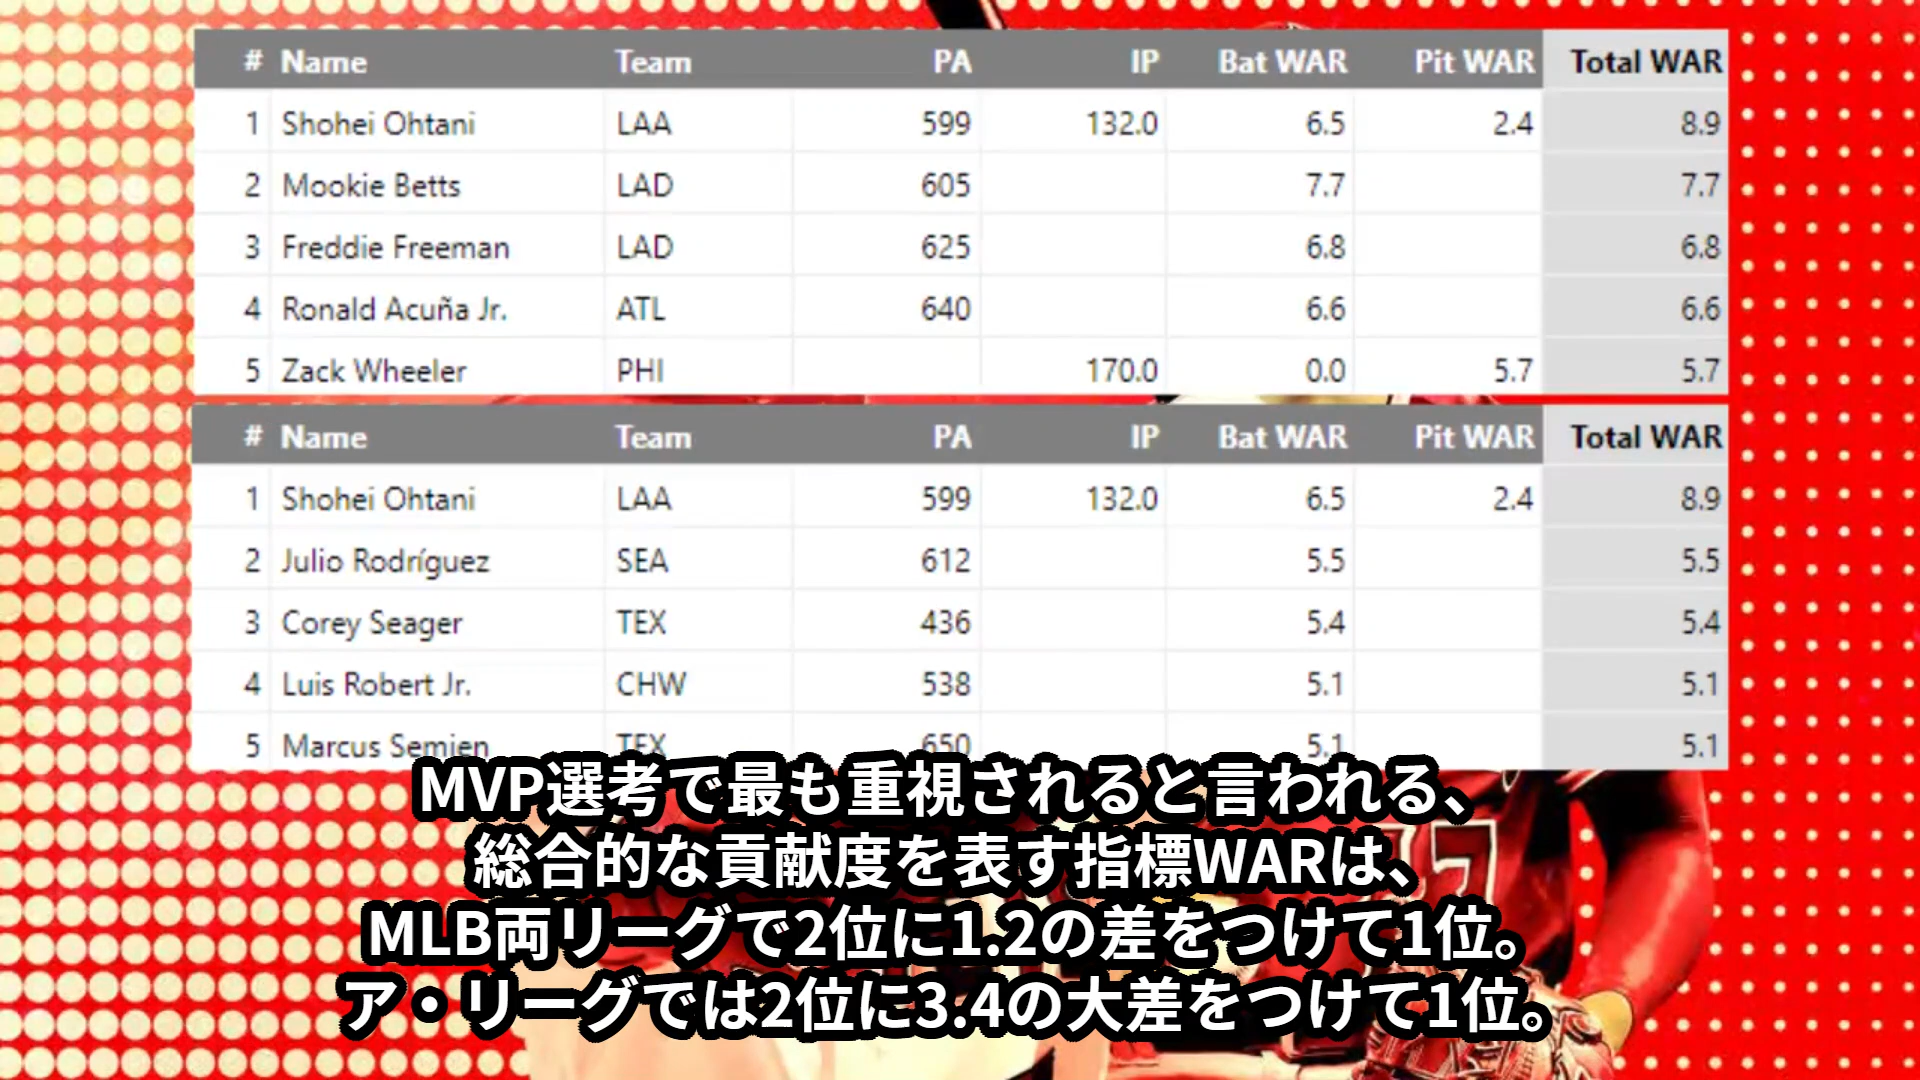 # Name Team PA IP Bat WAR Pit WAR Total WAR
1 Shohei Ohtani LAA 599 132.0 6.5 2.4 8.9
2 Mookie Betts LAD 605 7.7 7.7
3 Freddie Freeman LAD 625 6.8 6.8
4 Ronald Acuña Jr. ATL 640 6.6 6.6
5 Zack Wheeler PHI 170.0 0.0 5.7 5.7
# Name Team PA IP Bat WAR Pit WAR Total WAR
1 Shohei Ohtani LAA 599 132.0 6.5 2.4 8.9
2 Julio Rodríguez SEA 612 5.5 5.5
3 Corey Seager TEX 436 5.4 5.4
4 Luis Robert Jr. CHW 538 5.1 5.1
5 Marcus Semien TEX 650 5.1 5.1
MVP選考で最も重視されると言われる、
総合的な貢献度を表す指標WARは、
MLB両リーグで2位に1.2の差をつけて1位。
ア・リーグでは2位に3.4の大差をつけて1位。
17